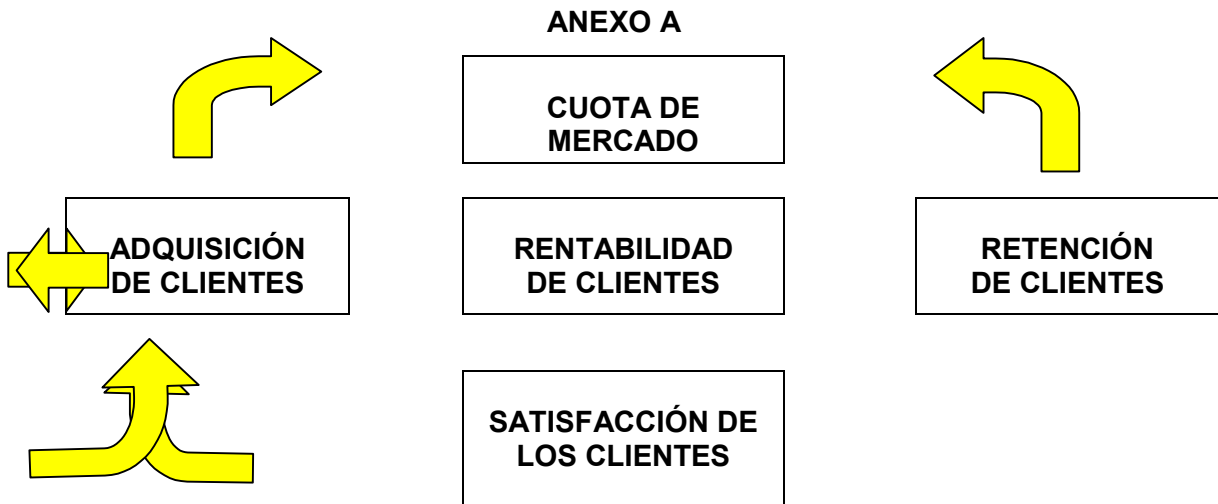 ANEXO A
CUOTA DE
MERCADO
ADQUISICIÓN
DE CLIENTES
RENTABILIDAD
DE CLIENTES
RETENCIÓN
DE CLIENTES
SATISFACCIÓN DE
LOS CLIENTES